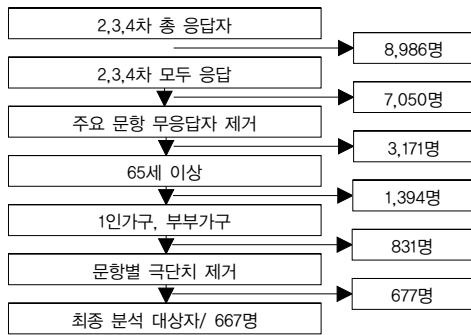 2,3,4차 총 응답자
8,986명
2,3,4차 모두 응답
7,050명
주요 문항 무응답자 제거
3,171명
65세 이상
1,394명
1인가구, 부부가구
831명
문항별 극단치 제거
677명
최종 분석 대상자/ 667명